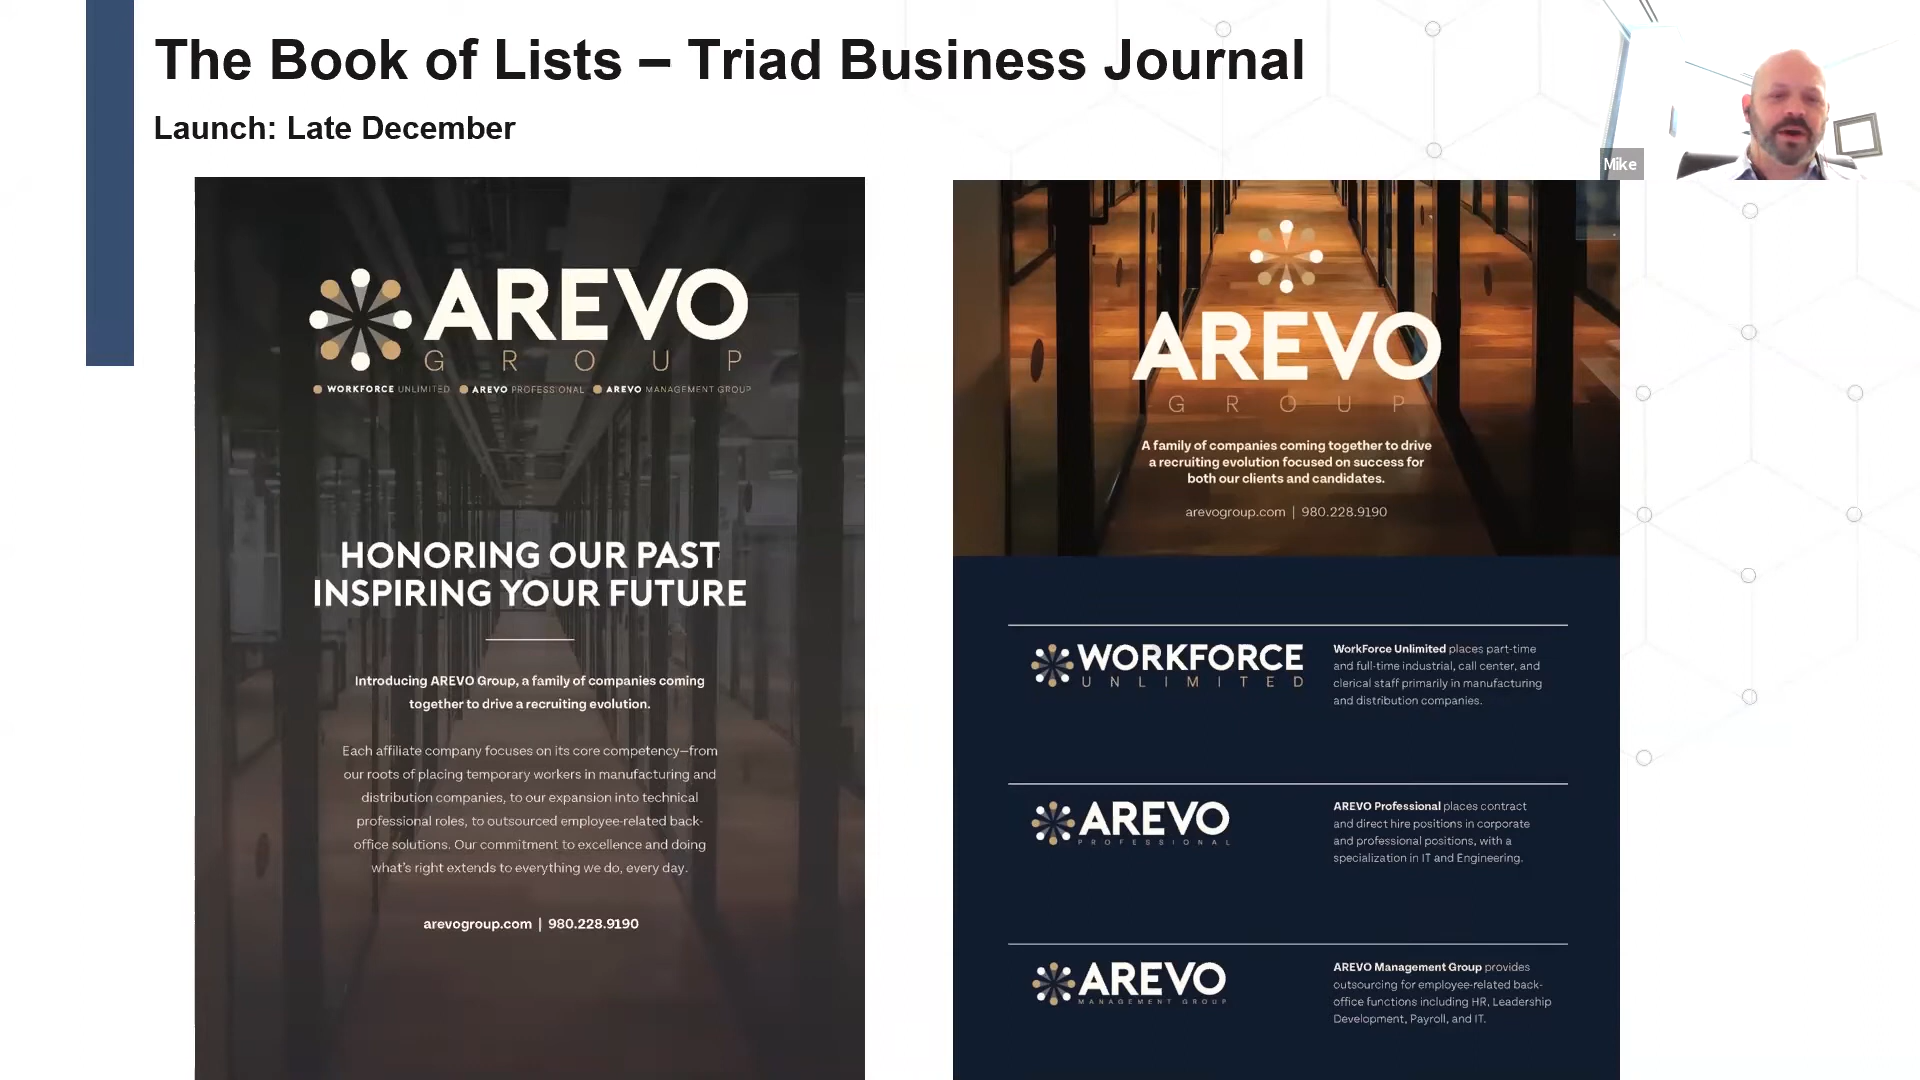 The Book of Lists – Triad Business Journal
Launch: Late December
Mike
AREVO
GROUP
WORKFORCE UNLIMITED AREVO PROFESSIONAL AREVO MANAGEMENT GROUP
HONORING OUR PAST
INSPIRING YOUR FUTURE
Introducing AREVO Group, a family of companies coming
together to drive a recruiting evolution.
Each affiliate company focuses on its core competency—from
our roots of placing temporary workers in manufacturing and
distribution companies, to our expansion into technical
professional roles, to outsourced employee-related back-
office solutions. Our commitment to excellence and doing
what's right extends to everything we do, every day.
arevogroup.com | 980.228.9190
AREVO
GROUP
A family of companies coming together to drive
a recruiting evolution focused on success for
both our clients and candidates.
arevogroup.com | 980.228.9190
WORKFORCE
UNLIMITED
WorkForce Unlimited places part-time
and full-time industrial, call center, and
clerical staff primarily in manufacturing
and distribution companies.
AREVO
PROFESSIONAL
AREVO Professional places contract
and direct hire positions in corporate
and professional positions, with a
specialization in IT and Engineering.
AREVO
MANAGEMENT GROUP
AREVO Management Group provides
outsourcing for employee-related back-
office functions including HR, Leadership
Development, Payroll, and IT.